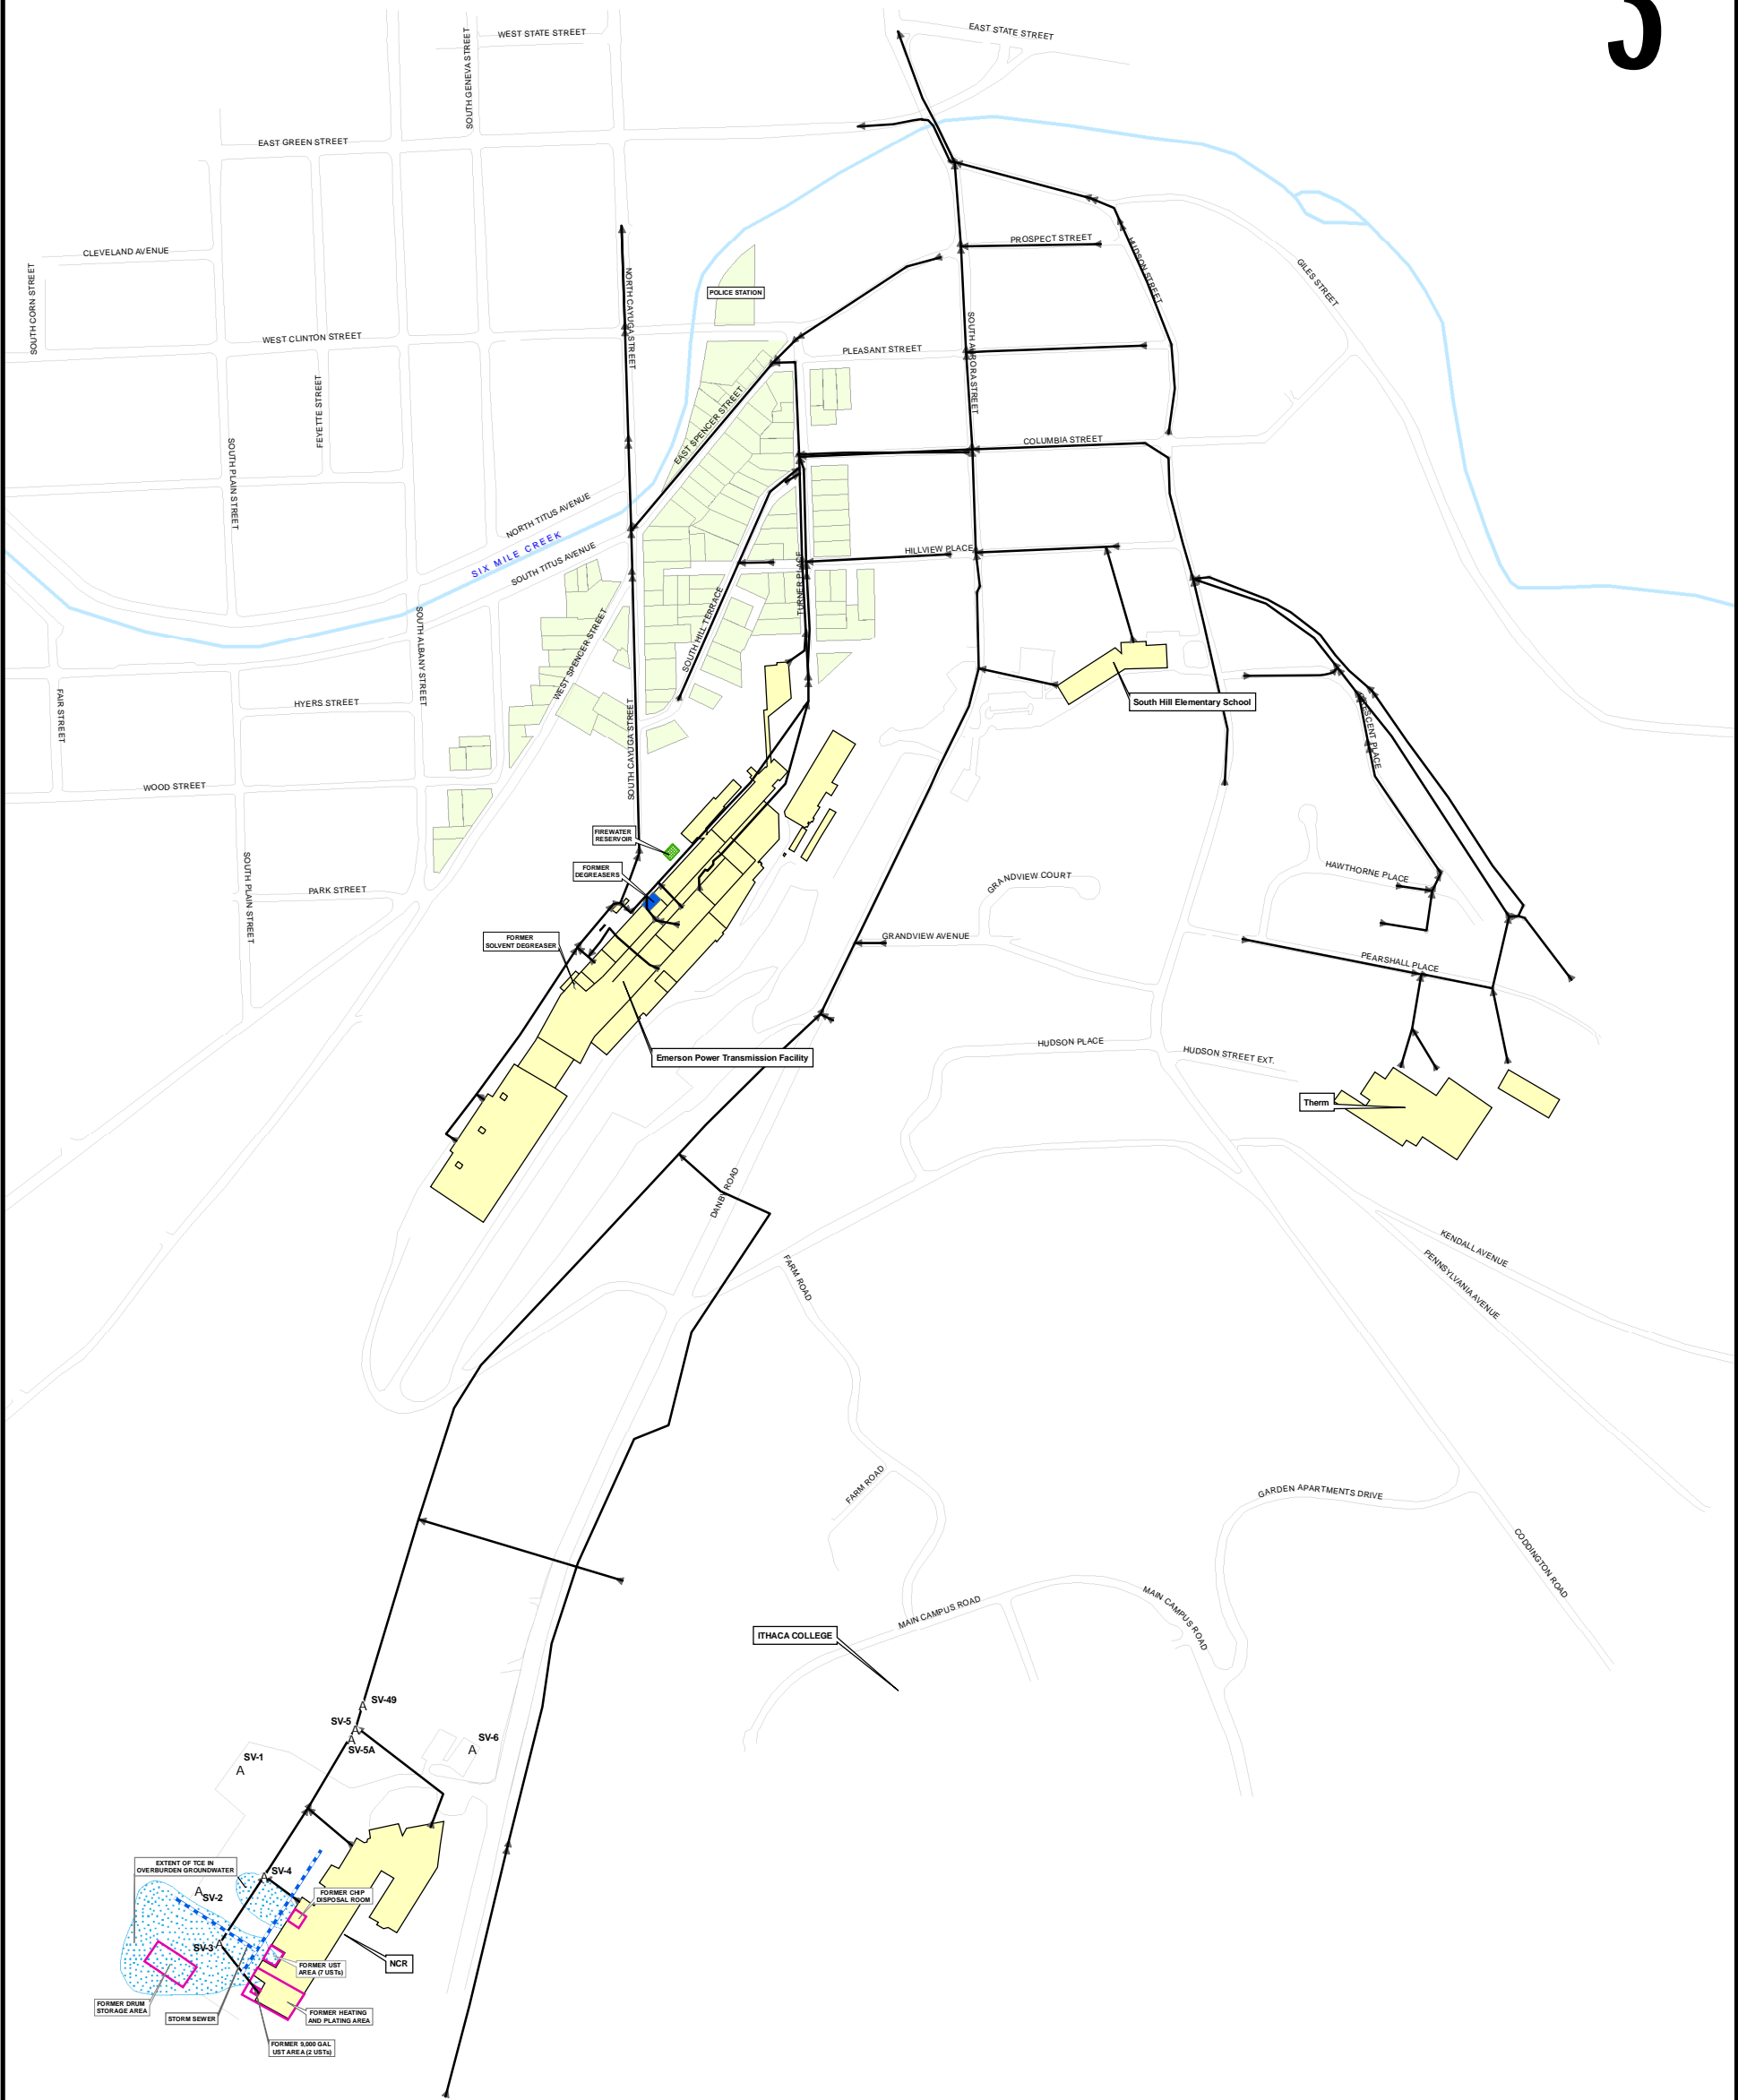 EAST STATE STREET
WEST STATE STREET
SOUTH GENEVA STREET
EAST GREEN STREET
CLEVELAND AVENUE
SOUTH CORN STREET
PROSPECT STREET
HUDSON STREET
GILES STREET
NORTH CAYUGA STREET
POLICE STATION
WEST CLINTON STREET
PLEASANT STREET
SOUTH AURORA STREET
FEYETTE STREET
EAST SPENCER STREET
COLUMBIA STREET
SOUTH PLAIN STREET
NORTH TITUS AVENUE
SIX MILE CREEK
SOUTH TITUS AVENUE
HILLVIEW PLACE
TURNER PLACE
SOUTH ALBANY STREET
WEST SPENCER STREET
SOUTH HILL TERRACE
FAIR STREET
HYERS STREET
SOUTH CAYUGA STREET
South Hill Elementary School
CRESCENT PLACE
WOOD STREET
FIREWATER
RESERVOIR
FORMER
DEGREASERS
SOUTH PLAIN STREET
PARK STREET
GRANDVIEW COURT
HAWTHORNE PLACE
FORMER
SOLVENT DEGREASER
GRANDVIEW AVENUE
PEARSHALL PLACE
Emerson Power Transmission Facility
HUDSON PLACE
HUDSON STREET EXT.
Therm
DANBY ROAD
FARM ROAD
KENDALL AVENUE
PENNSYLVANIA AVENUE
FARM ROAD
GARDEN APARTMENTS DRIVE
CODDINGTON ROAD
MAIN CAMPUS ROAD
MAIN CAMPUS ROAD
ITHACA COLLEGE
SV-49
A
SV-5
A
A
SV-5A
SV-6
A
SV-1
A
EXTENT OF TCE IN
OVERBURDEN GROUNDWATER
SV-4
A
A
SV-2
FORMER CHIP
DISPOSAL ROOM
SV-3
A
NCR
FORMER UST
AREA (7 USTs)
FORMER DRUM
STORAGE AREA
STORM SEWER
FORMER HEATING
AND PLATING AREA
FORMER 9,000 GAL
UST AREA (2 USTs)